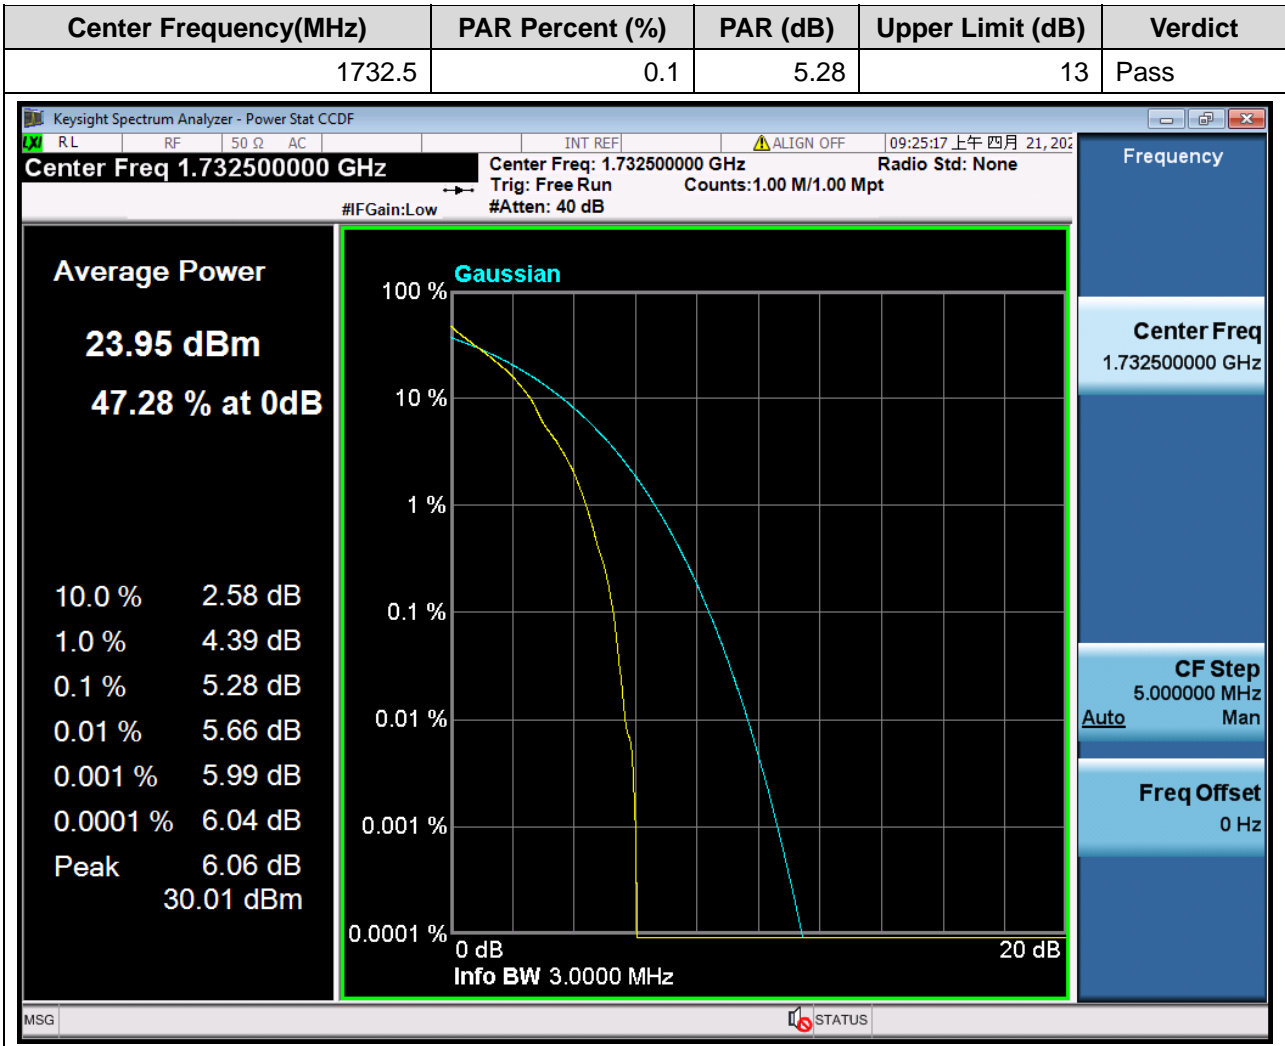 Center Frequency(MHz) PAR Percent (%) PAR (dB) Upper Limit (dB) Verdict
1732.5 0.1 5.28 13 Pass
Keysight Spectrum Analyzer - Power Stat CCDF
LXI RL RF 50 Ω AC INT REF ALIGN OFF 09:25:17 上午 四月 21, 202
Center Freq 1.732500000 GHz
Center Freq: 1.732500000 GHz Radio Std: None
Trig: Free Run Counts:1.00 M/1.00 Mpt
#IFGain:Low #Atten: 40 dB
Average Power
23.95 dBm
47.28 % at 0dB
10.0 % 2.58 dB
1.0 % 4.39 dB
0.1 % 5.28 dB
0.01 % 5.66 dB
0.001 % 5.99 dB
0.0001 % 6.04 dB
Peak 6.06 dB
30.01 dBm
Gaussian
100 %
10 %
1 %
0.1 %
0.01 %
0.001 %
0.0001 %
0 dB 20 dB
Info BW 3.0000 MHz
Frequency
Center Freq
1.732500000 GHz
CF Step
5.000000 MHz
Auto Man
Freq Offset
0 Hz
MSG STATUS